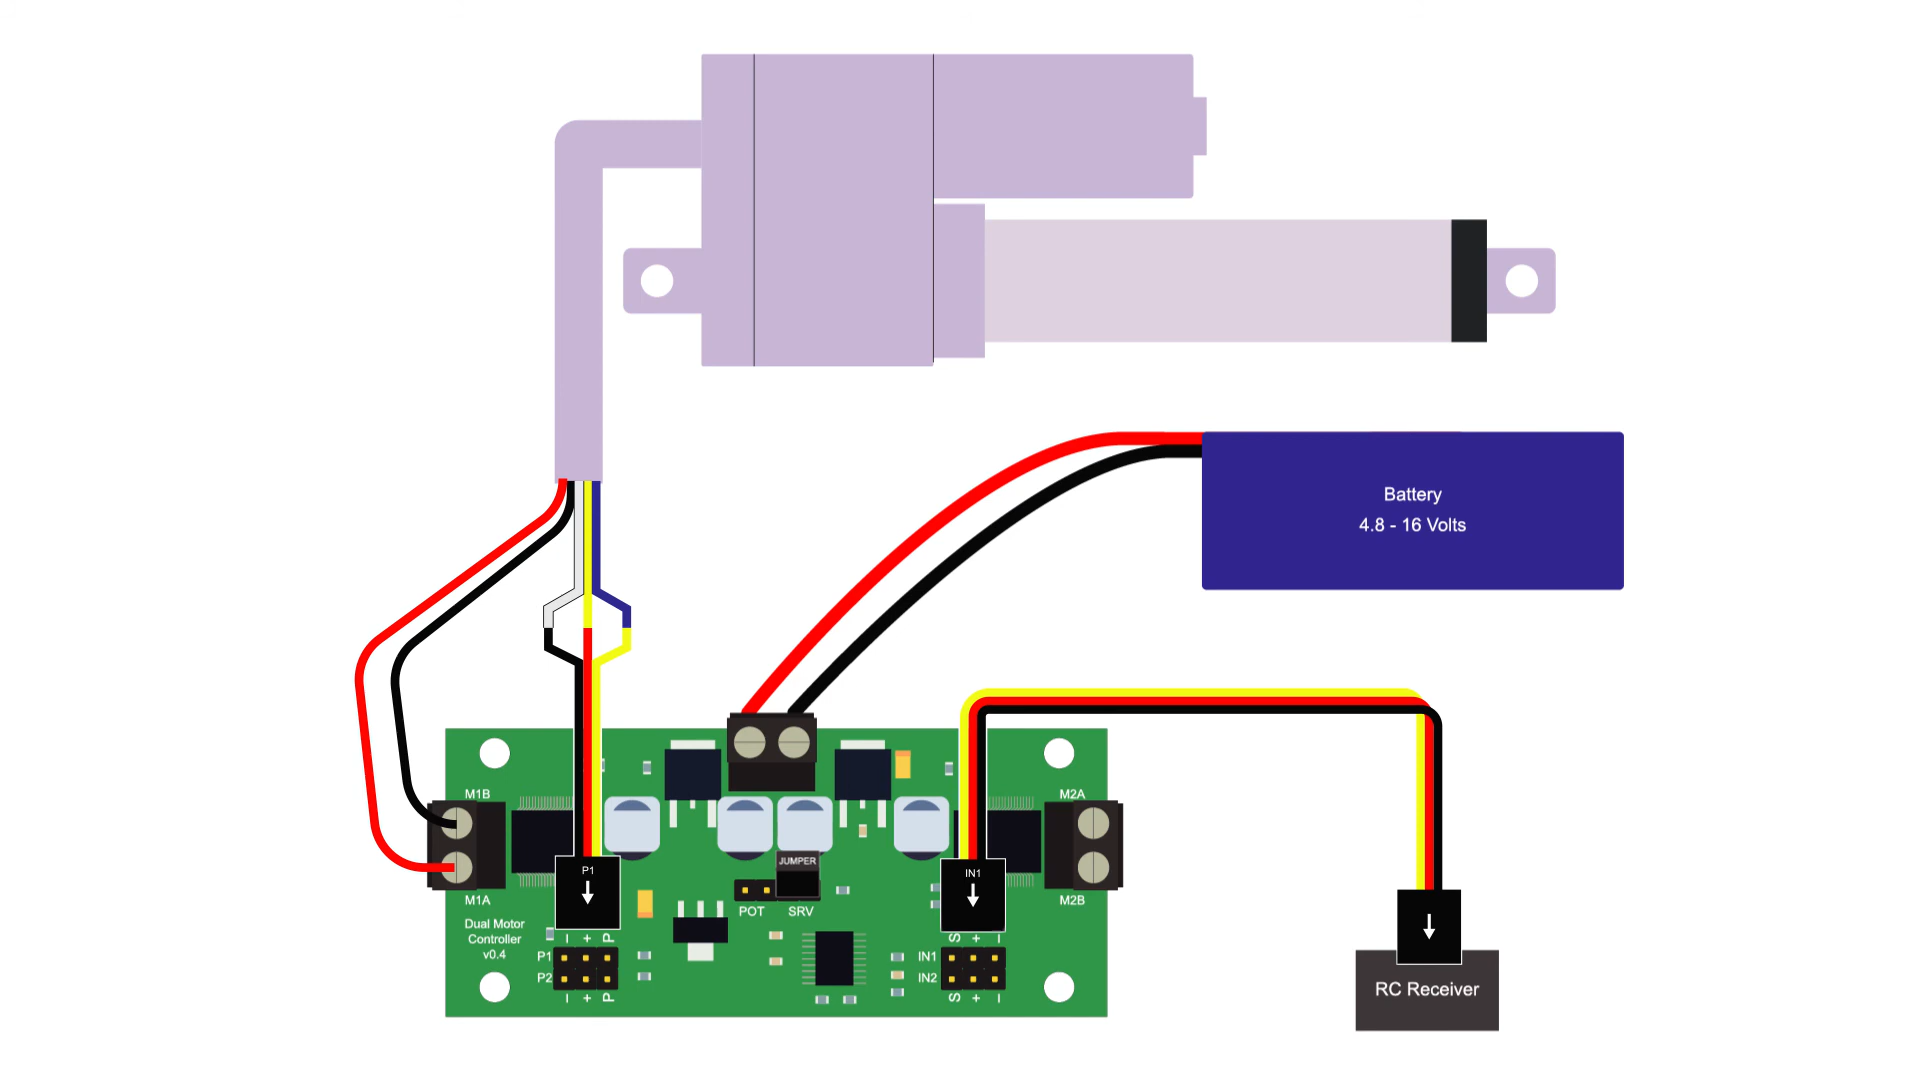 Battery
4.8 - 16 Volts
M1B
M2A
JUMPER
P1
IN1
POT
SRV
M1A
M2B
Dual Motor
Controller
v0.4
– + P
S + –
P1
P2
IN1
IN2
– + P
S + –
RC Receiver